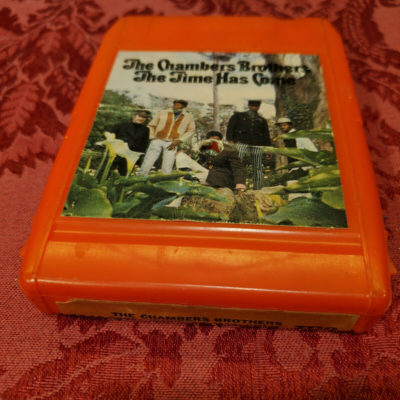 The Chambers Brothers
The Time Has Come
THE CHAMBERS BROTHERS